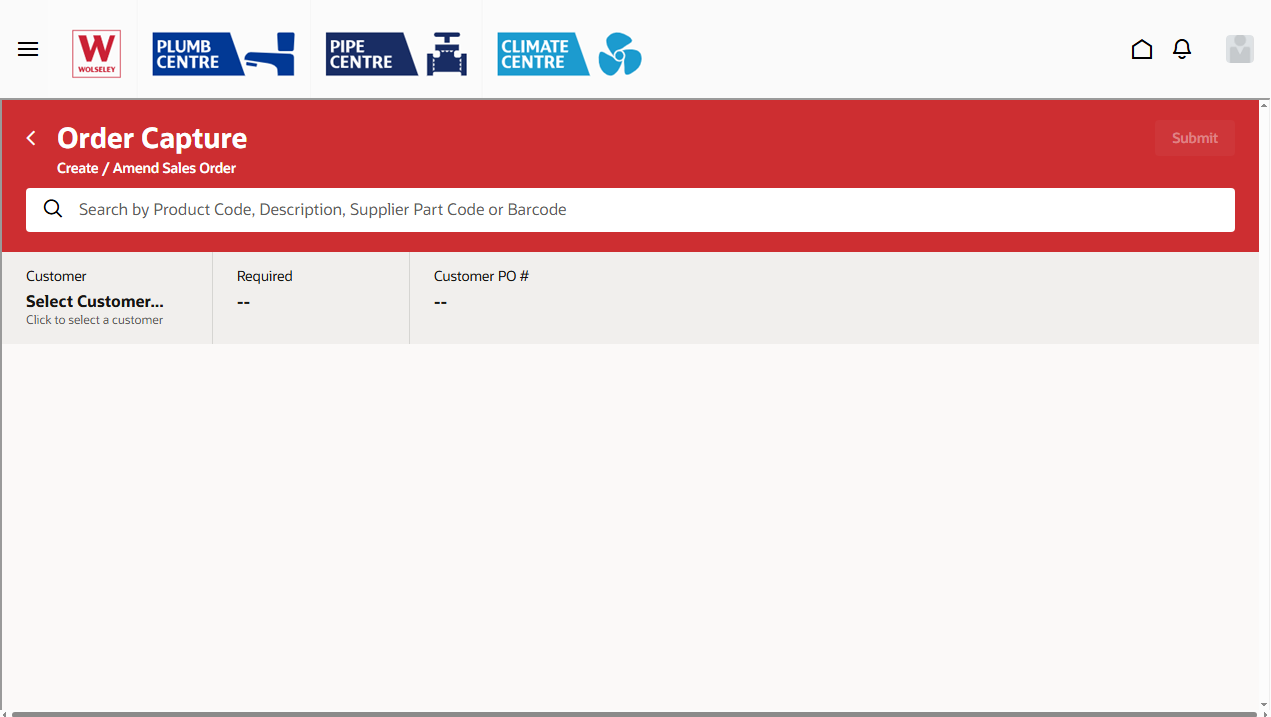 W
WOLSELEY
PLUMB
CENTRE
PIPE
CENTRE
CLIMATE
CENTRE
Order Capture
Submit
Create / Amend Sales Order
Search by Product Code, Description, Supplier Part Code or Barcode
Customer
Select Customer...
Click to select a customer
Required
--
Customer PO #
--